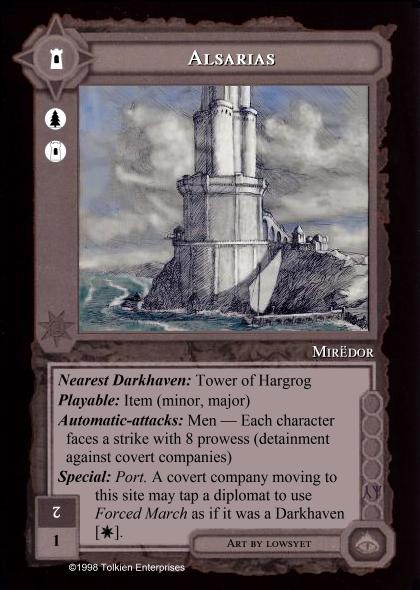 ALSARIAS
MIRËDOR
Nearest Darkhaven: Tower of Hargrog
Playable: Item (minor, major)
Automatic-attacks: Men — Each character
faces a strike with 8 prowess (detainment
against covert companies)
Special: Port. A covert company moving to
this site may tap a diplomat to use
Forced March as if it was a Darkhaven
[✷].
2
1
ART BY LOWSYET
©1998 Tolkien Enterprises